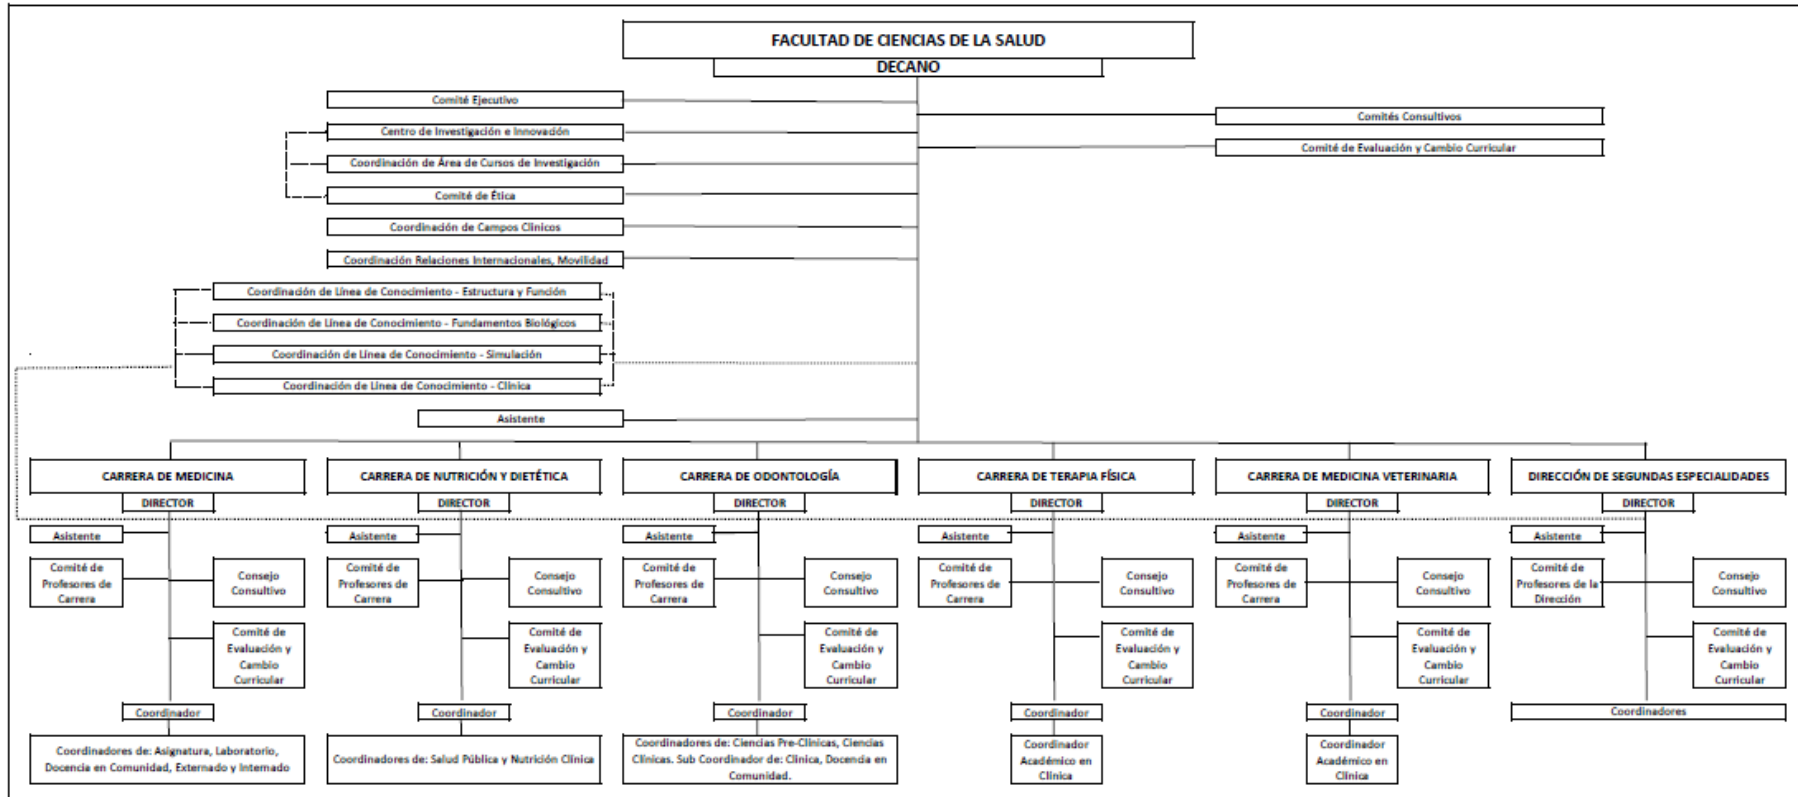 FACULTAD DE CIENCIAS DE LA SALUD
DECANO
Comité Ejecutivo
Comités Consultivos
Centro de Investigación e Innovación
Comité de Evaluación y Cambio Curricular
Coordinación de Área de Cursos de Investigación
Comité de Ética
Coordinación de Campos Clínicos
Coordinación Relaciones Internacionales, Movilidad
Coordinación de Línea de Conocimiento - Estructura y Función
Coordinación de Línea de Conocimiento - Fundamentos Biológicos
Coordinación de Línea de Conocimiento - Simulación
Coordinación de Línea de Conocimiento - Clínica
Asistente
CARRERA DE MEDICINA
DIRECTOR
Asistente
Comité de
Profesores de
Carrera
Consejo
Consultivo
Comité de
Evaluación y
Cambio
Curricular
Coordinador
Coordinadores de: Asignatura, Laboratorio,
Docencia en Comunidad, Externado y Internado
CARRERA DE NUTRICIÓN Y DIETÉTICA
DIRECTOR
Asistente
Comité de
Profesores de
Carrera
Consejo
Consultivo
Comité de
Evaluación y
Cambio
Curricular
Coordinador
Coordinadores de: Salud Pública y Nutrición Clínica
CARRERA DE ODONTOLOGÍA
DIRECTOR
Asistente
Comité de
Profesores de
Carrera
Consejo
Consultivo
Comité de
Evaluación y
Cambio
Curricular
Coordinador
Coordinadores de: Ciencias Pre-Clínicas, Ciencias
Clínicas. Sub Coordinador de: Clínica, Docencia en
Comunidad.
CARRERA DE TERAPIA FÍSICA
DIRECTOR
Asistente
Comité de
Profesores de
Carrera
Consejo
Consultivo
Comité de
Evaluación y
Cambio
Curricular
Coordinador
Coordinador
Académico en
Clínica
CARRERA DE MEDICINA VETERINARIA
DIRECTOR
Asistente
Comité de
Profesores de
Carrera
Consejo
Consultivo
Comité de
Evaluación y
Cambio
Curricular
Coordinador
Coordinador
Académico en
Clínica
DIRECCIÓN DE SEGUNDAS ESPECIALIDADES
DIRECTOR
Asistente
Comité de
Profesores de la
Dirección
Consejo
Consultivo
Comité de
Evaluación y
Cambio
Curricular
Coordinadores